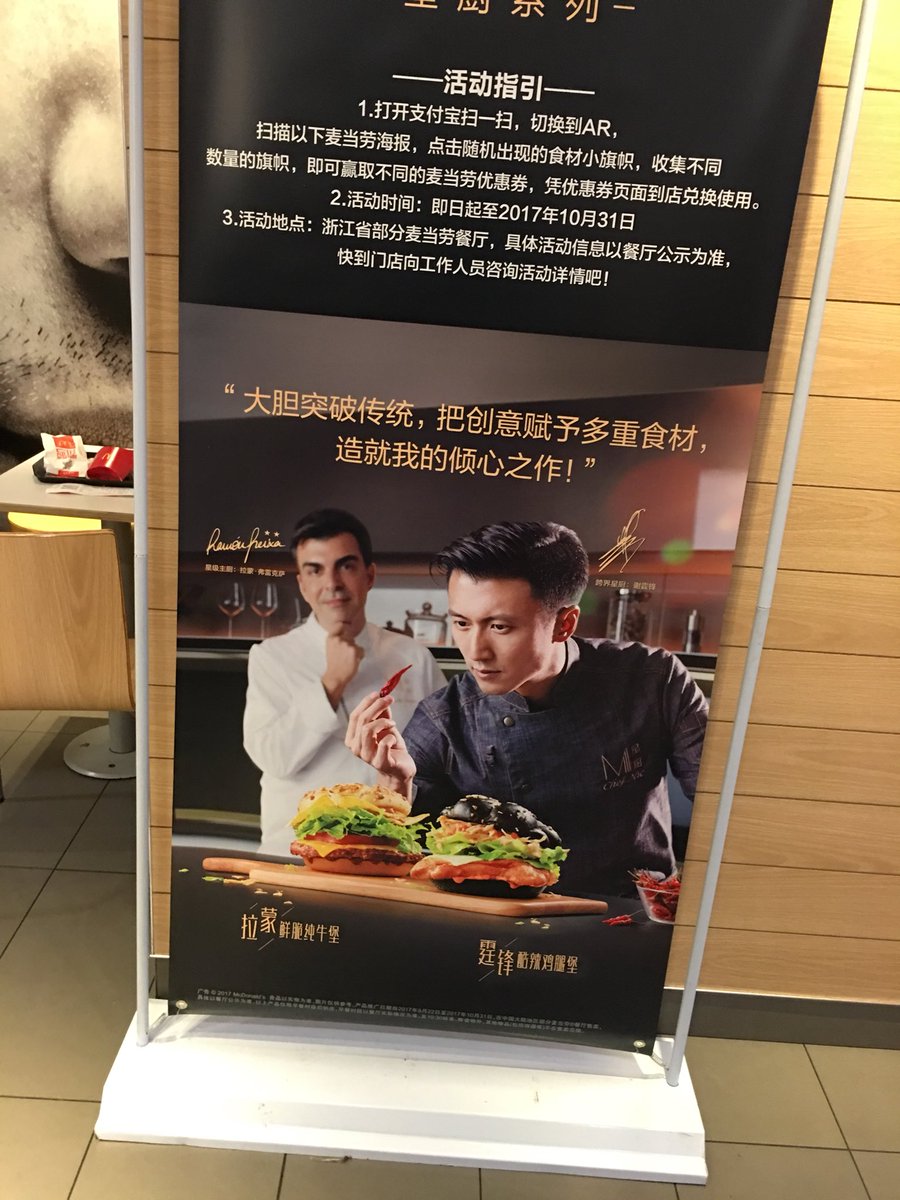 厨系列–
——活动指引——
1.打开支付宝扫一扫，切换到AR，
扫描以下麦当劳海报，点击随机出现的食材小旗帜，收集不同
数量的旗帜，即可赢取不同的麦当劳优惠券，凭优惠券页面到店兑换使用。
2.活动时间：即日起至2017年10月31日
3.活动地点：浙江省部分麦当劳餐厅，具体活动信息以餐厅公示为准，
快到门店向工作人员咨询活动详情吧！
“大胆突破传统，把创意赋予多重食材，
造就我的倾心之作！”
Ramón Freixa
星级主厨：拉蒙·弗雷克萨
跨界星厨：谢霆锋
Chef Nic
拉蒙 鲜脆纯牛堡
霆锋 酷辣鸡腿堡